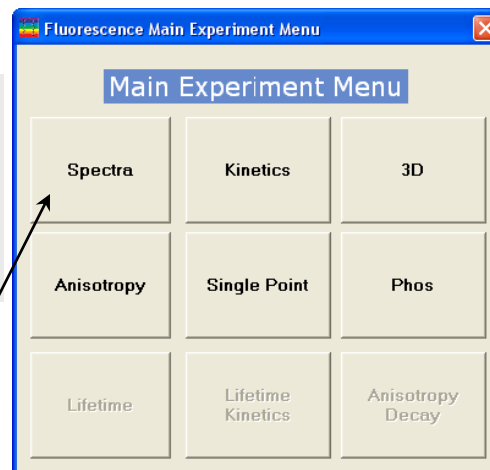 Fluorescence Main Experiment Menu
Main Experiment Menu
Spectra
Kinetics
3D
Anisotropy
Single Point
Phos
Lifetime
Lifetime
Kinetics
Anisotropy
Decay